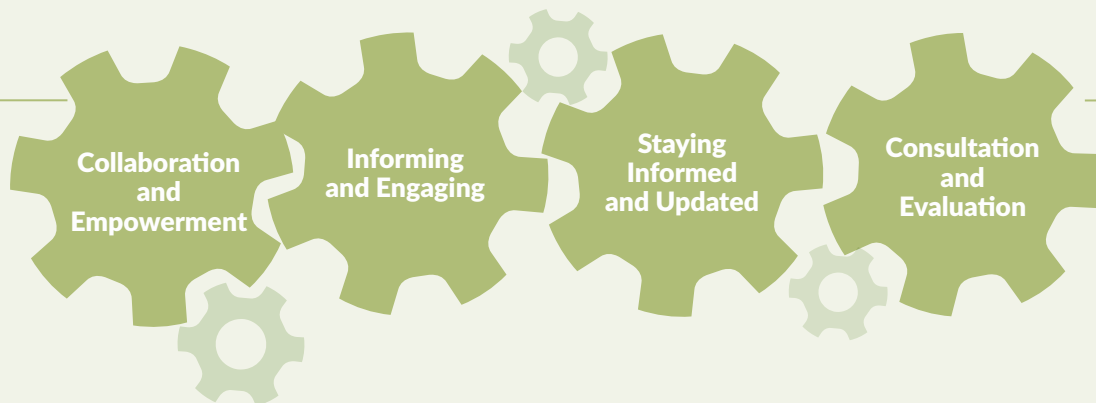 Collaboration
and
Empowerment
Informing
and Engaging
Staying
Informed
and Updated
Consultation
and
Evaluation